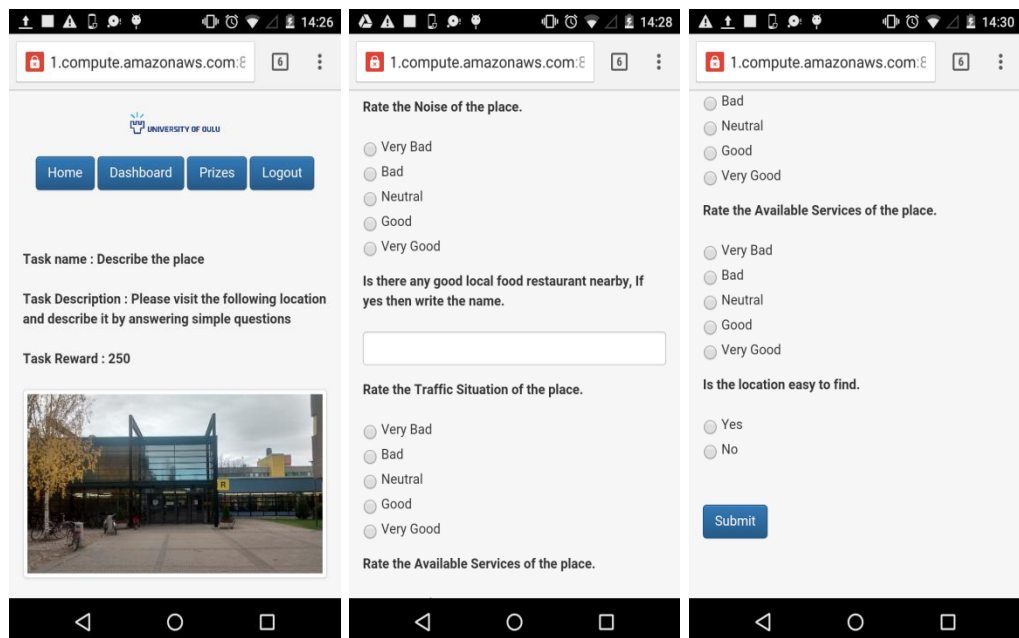 14:26
1.compute.amazonaws.com:8
6
UNIVERSITY OF OULU
Home
Dashboard
Prizes
Logout
Task name : Describe the place
Task Description : Please visit the following location
and describe it by answering simple questions
Task Reward : 250
R
14:28
1.compute.amazonaws.com:8
6
Rate the Noise of the place.
Very Bad
Bad
Neutral
Good
Very Good
Is there any good local food restaurant nearby, If
yes then write the name.
Rate the Traffic Situation of the place.
Very Bad
Bad
Neutral
Good
Very Good
Rate the Available Services of the place.
14:30
1.compute.amazonaws.com:8
6
Bad
Neutral
Good
Very Good
Rate the Available Services of the place.
Very Bad
Bad
Neutral
Good
Very Good
Is the location easy to find.
Yes
No
Submit